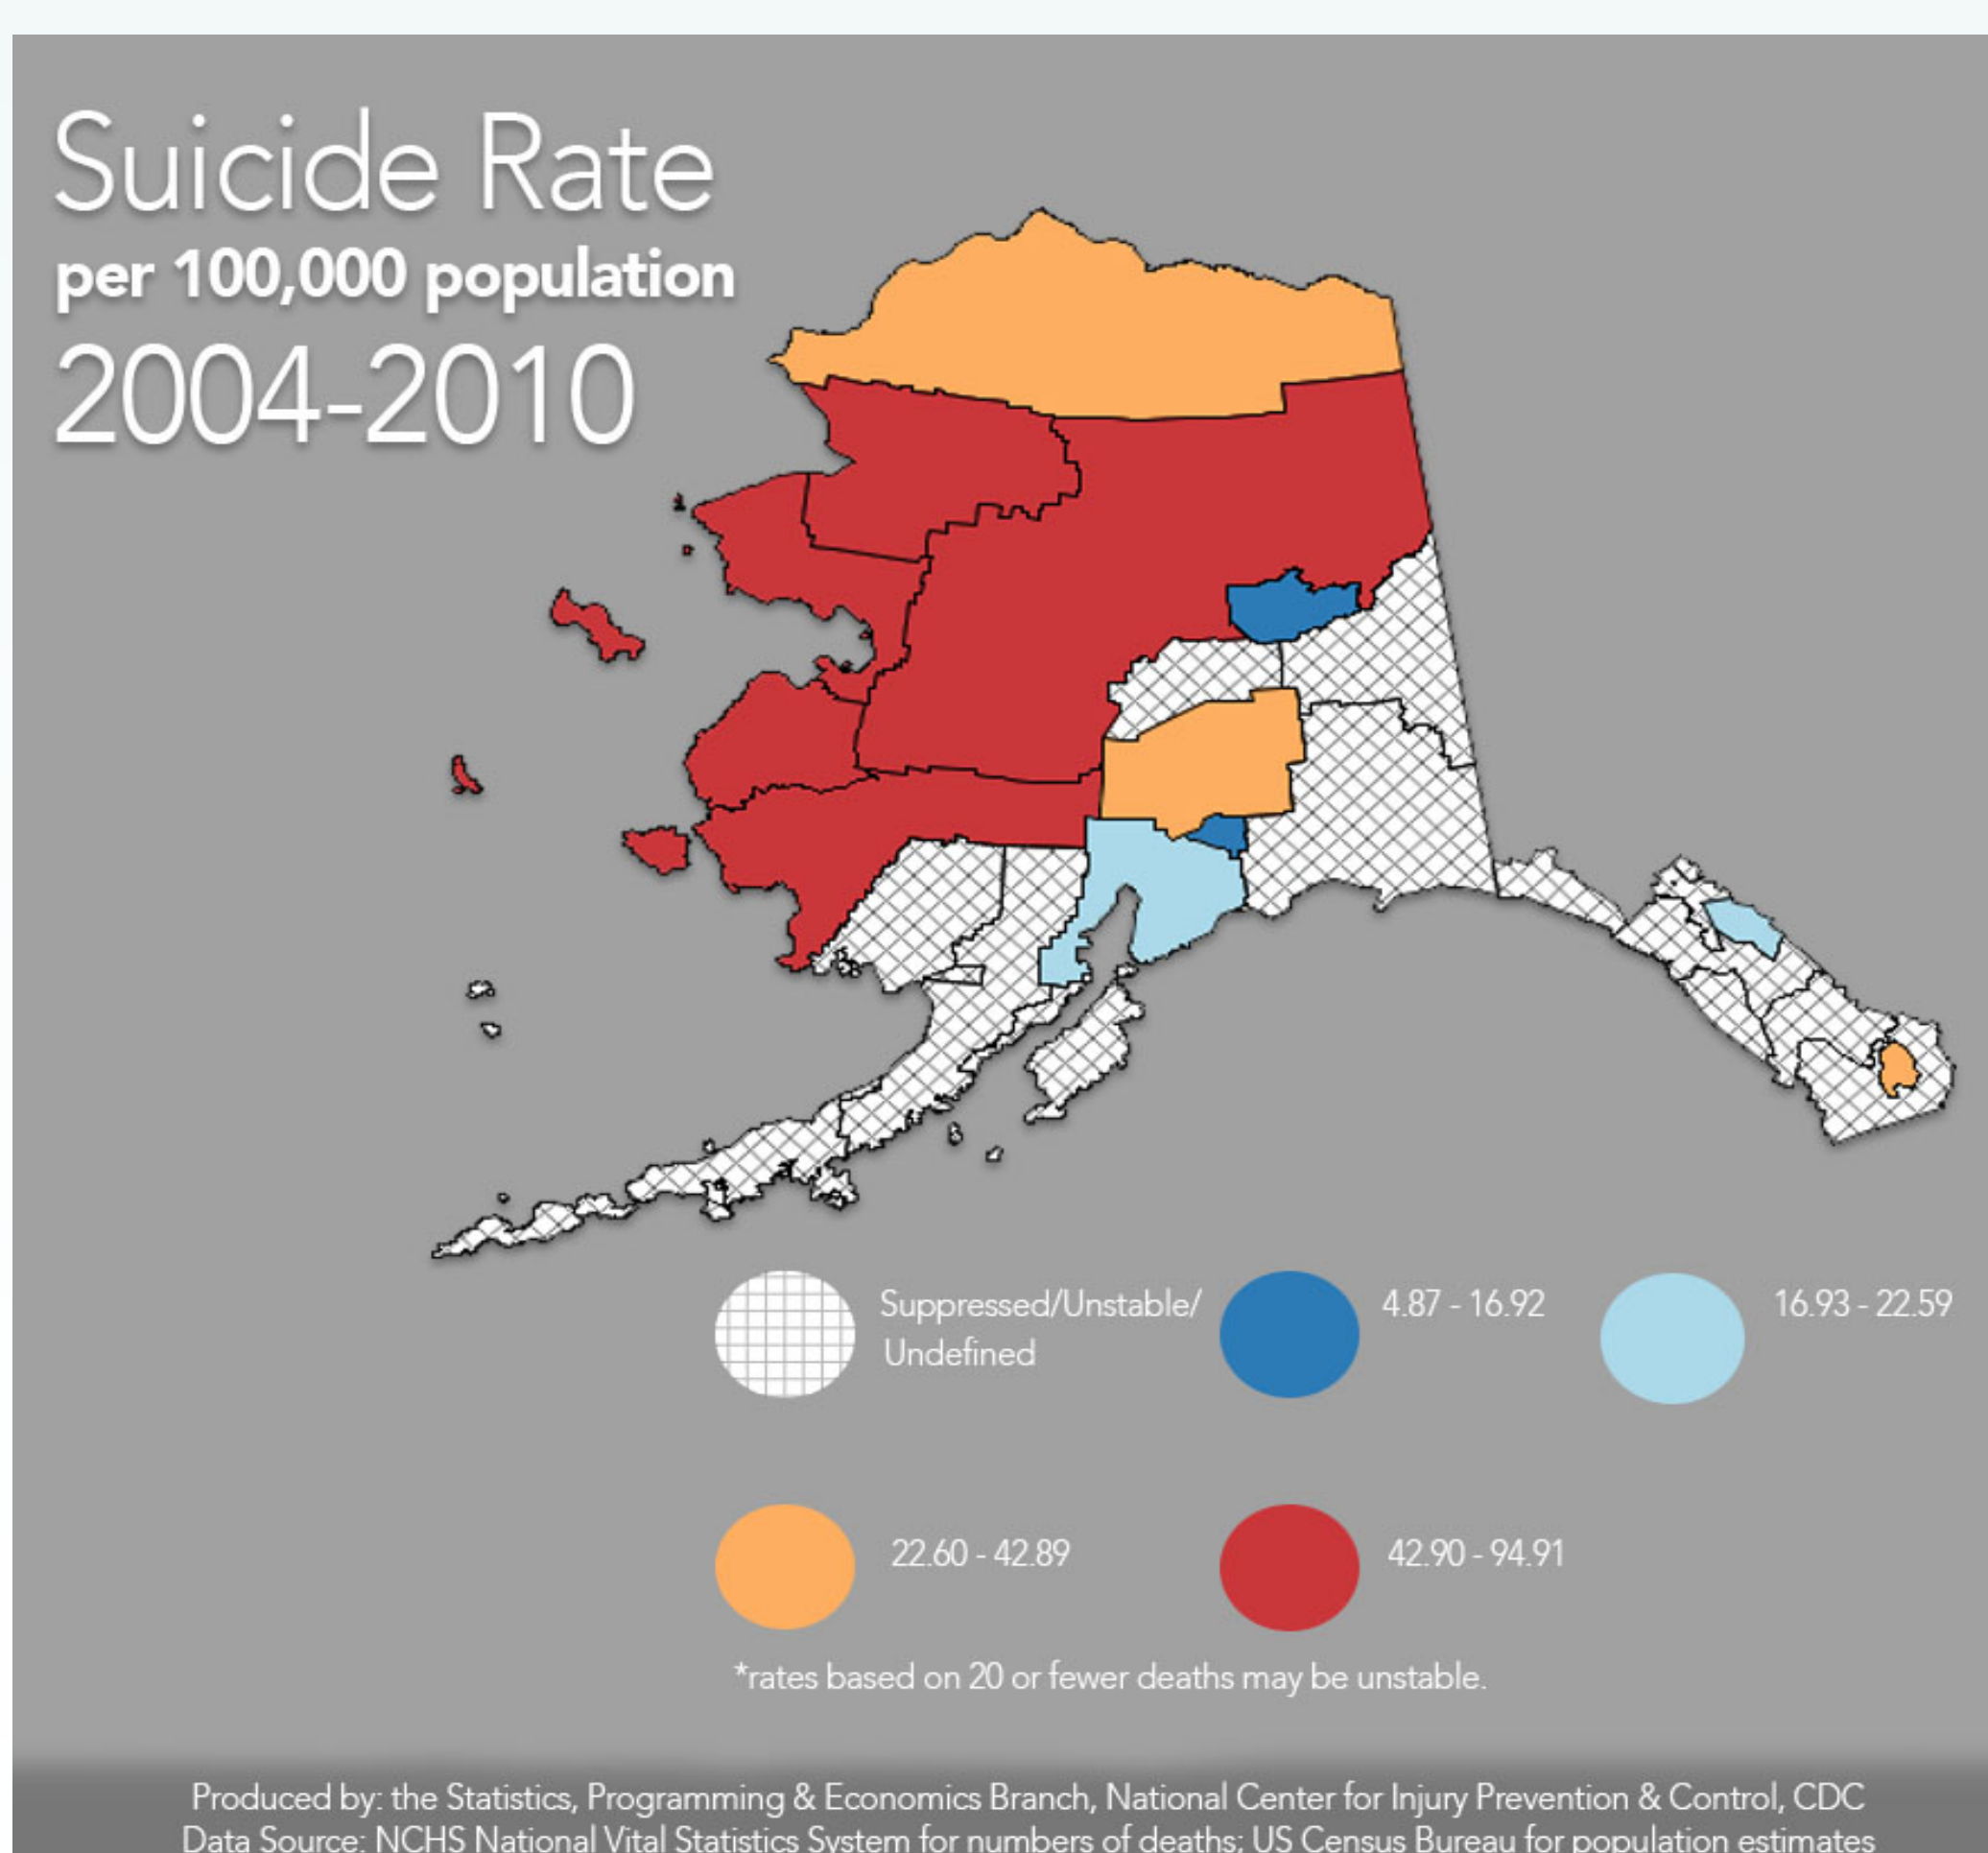 Suicide Rate
per 100,000 population
2004-2010
Suppressed/Unstable/
Undefined
4.87 - 16.92
16.93 - 22.59
22.60 - 42.89
42.90 - 94.91
*rates based on 20 or fewer deaths may be unstable.
Produced by: the Statistics, Programming & Economics Branch, National Center for Injury Prevention & Control, CDC
Data Source: NCHS National Vital Statistics System for numbers of deaths; US Census Bureau for population estimates